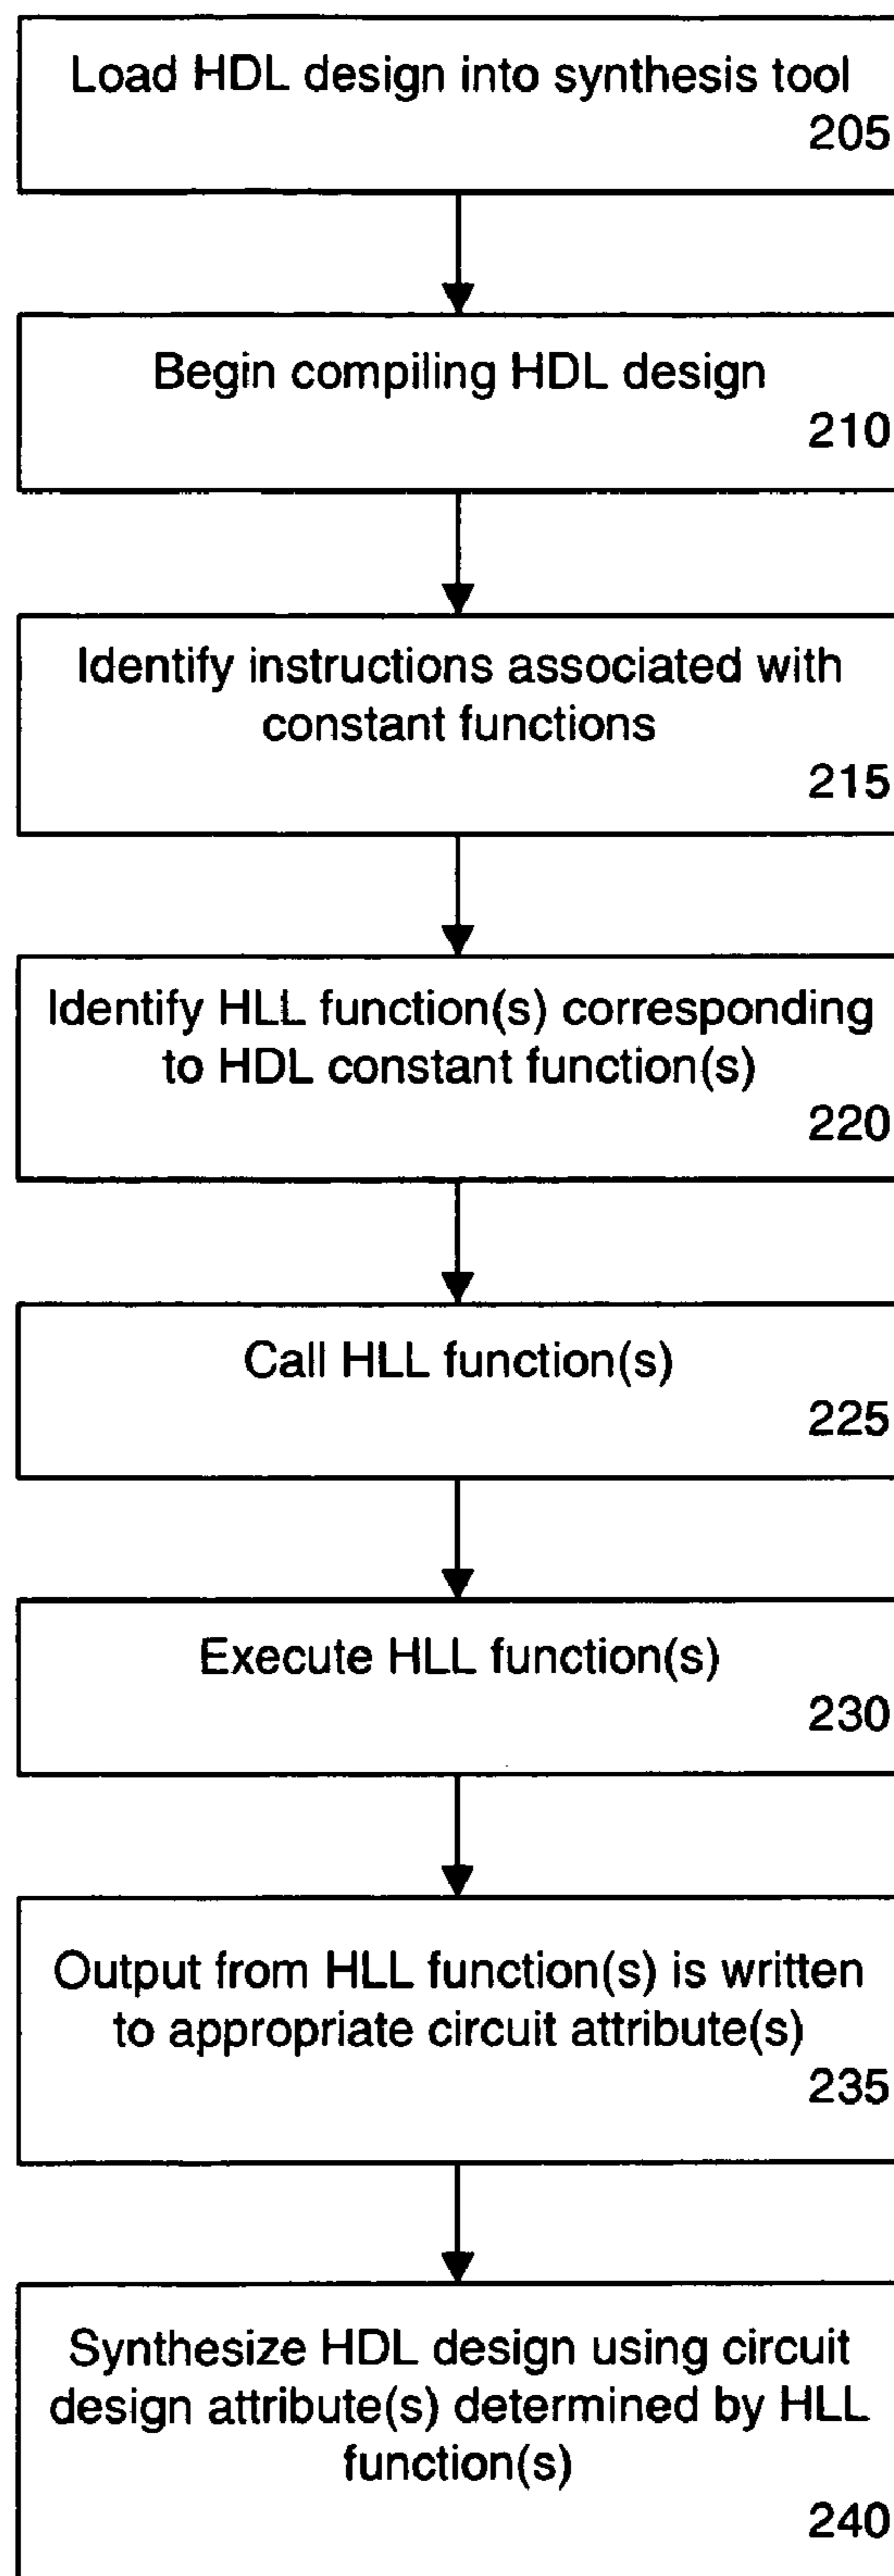 Load HDL design into synthesis tool
205
Begin compiling HDL design
210
Identify instructions associated with
constant functions
215
Identify HLL function(s) corresponding
to HDL constant function(s)
220
Call HLL function(s)
225
Execute HLL function(s)
230
Output from HLL function(s) is written
to appropriate circuit attribute(s)
235
Synthesize HDL design using circuit
design attribute(s) determined by HLL
function(s)
240